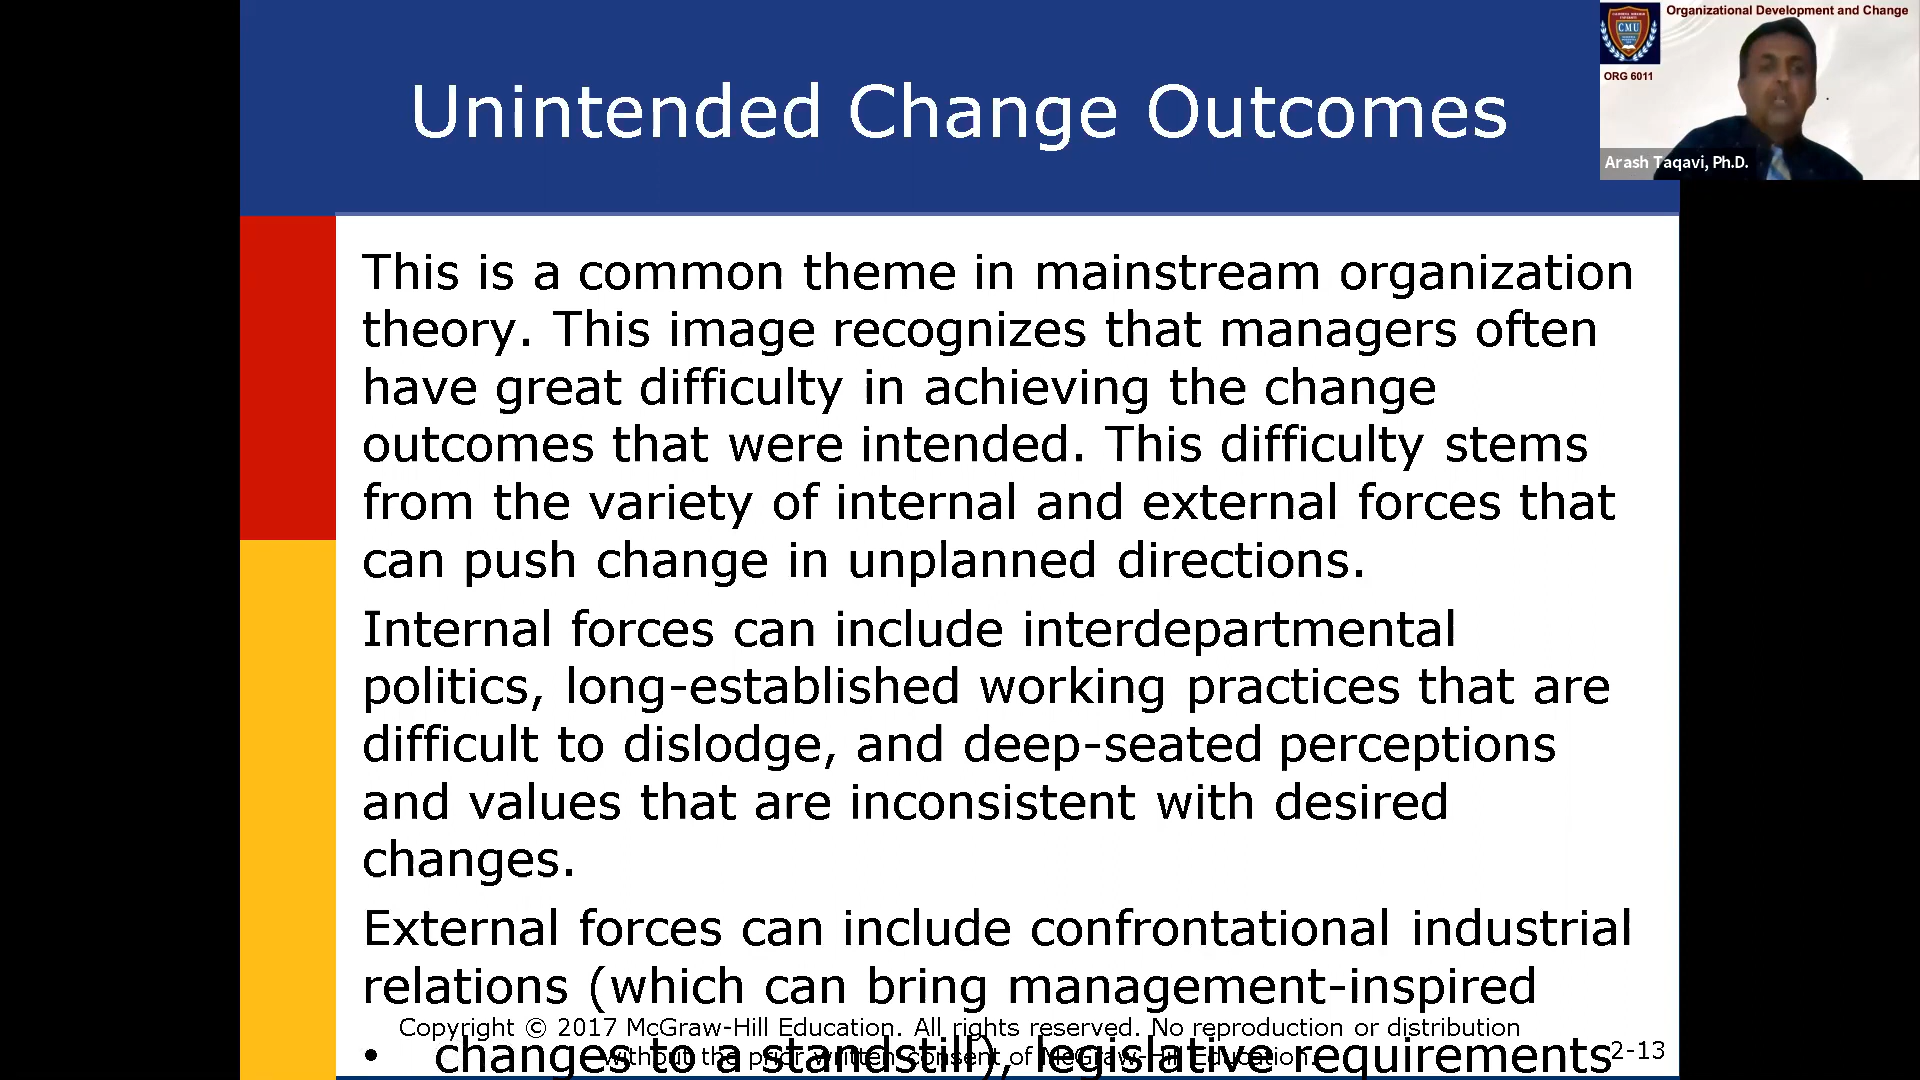 Organizational Development and Change
CMU
ORG 6011
Arash Taqavi, Ph.D.
Unintended Change Outcomes
This is a common theme in mainstream organization
theory. This image recognizes that managers often
have great difficulty in achieving the change
outcomes that were intended. This difficulty stems
from the variety of internal and external forces that
can push change in unplanned directions.
Internal forces can include interdepartmental
politics, long-established working practices that are
difficult to dislodge, and deep-seated perceptions
and values that are inconsistent with desired
changes.
External forces can include confrontational industrial
relations (which can bring management-inspired
• changes to a standstill), legislative requirements
Copyright © 2017 McGraw-Hill Education. All rights reserved. No reproduction or distribution
without the prior written consent of McGraw-Hill Education.
2-13